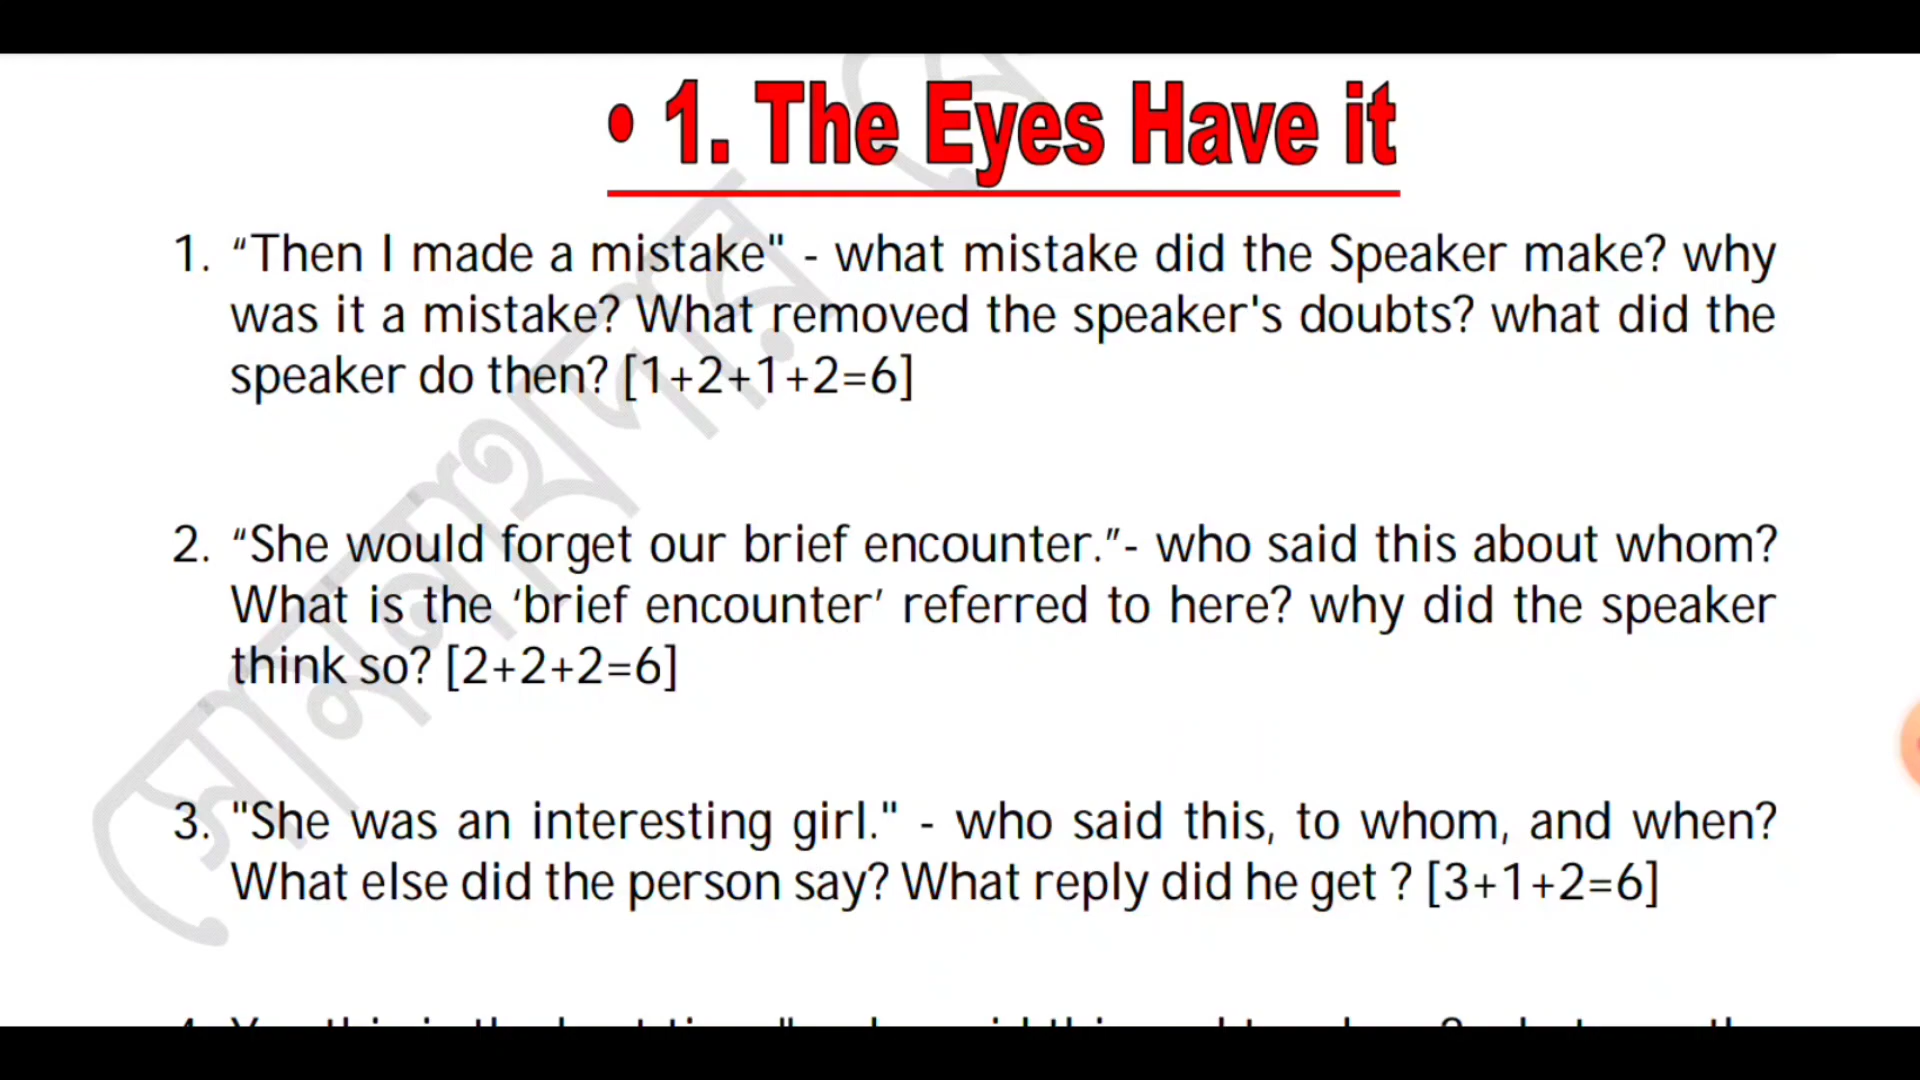 • 1. The Eyes Have it
1. “Then I made a mistake" - what mistake did the Speaker make? why
was it a mistake? What removed the speaker's doubts? what did the
speaker do then? [1+2+1+2=6]
2. “She would forget our brief encounter.”- who said this about whom?
What is the ‘brief encounter’ referred to here? why did the speaker
think so? [2+2+2=6]
3. "She was an interesting girl." - who said this, to whom, and when?
What else did the person say? What reply did he get ? [3+1+2=6]